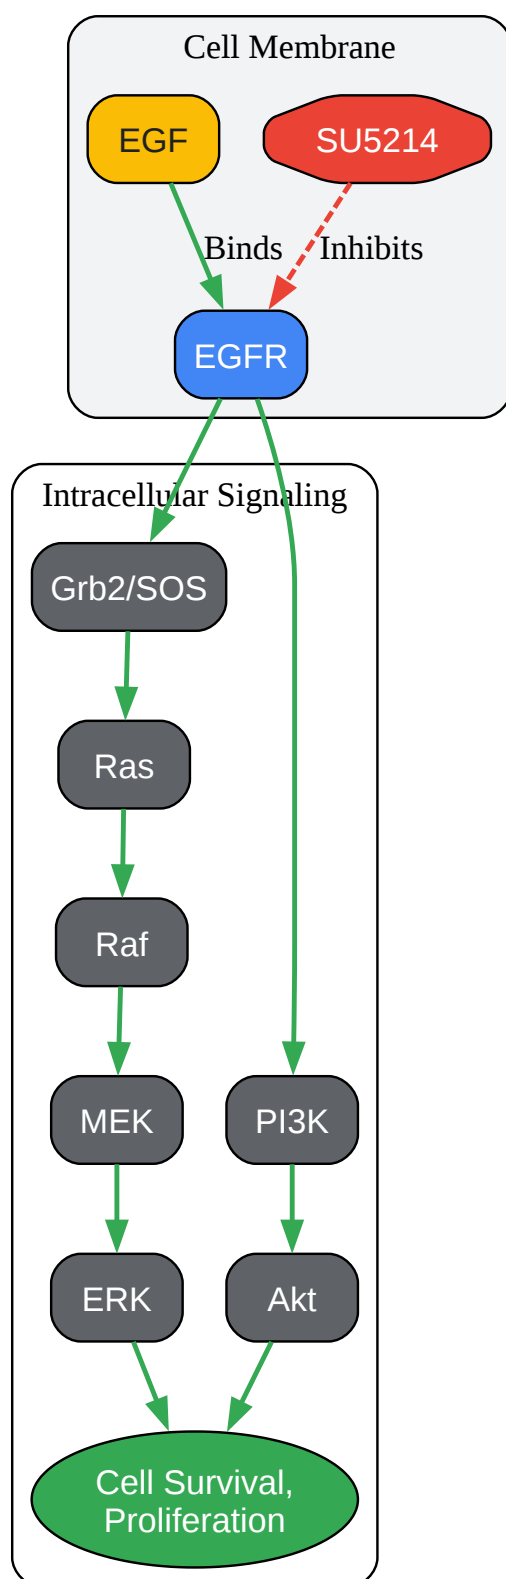 Cell Membrane
EGF
SU5214
Binds
Inhibits
EGFR
Intracellular Signaling
Grb2/SOS
Ras
Raf
MEK
PI3K
ERK
Akt
Cell Survival,
Proliferation